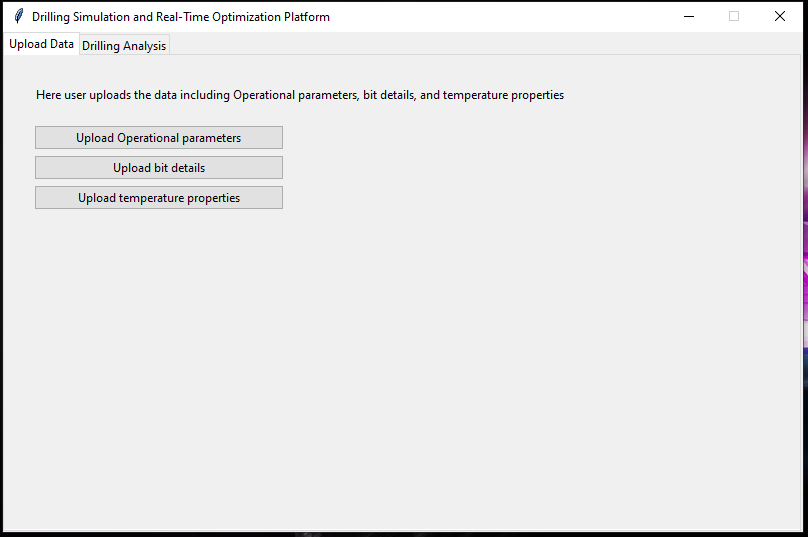 Drilling Simulation and Real-Time Optimization Platform
Upload Data
Drilling Analysis
Here user uploads the data including Operational parameters, bit details, and temperature properties
Upload Operational parameters
Upload bit details
Upload temperature properties